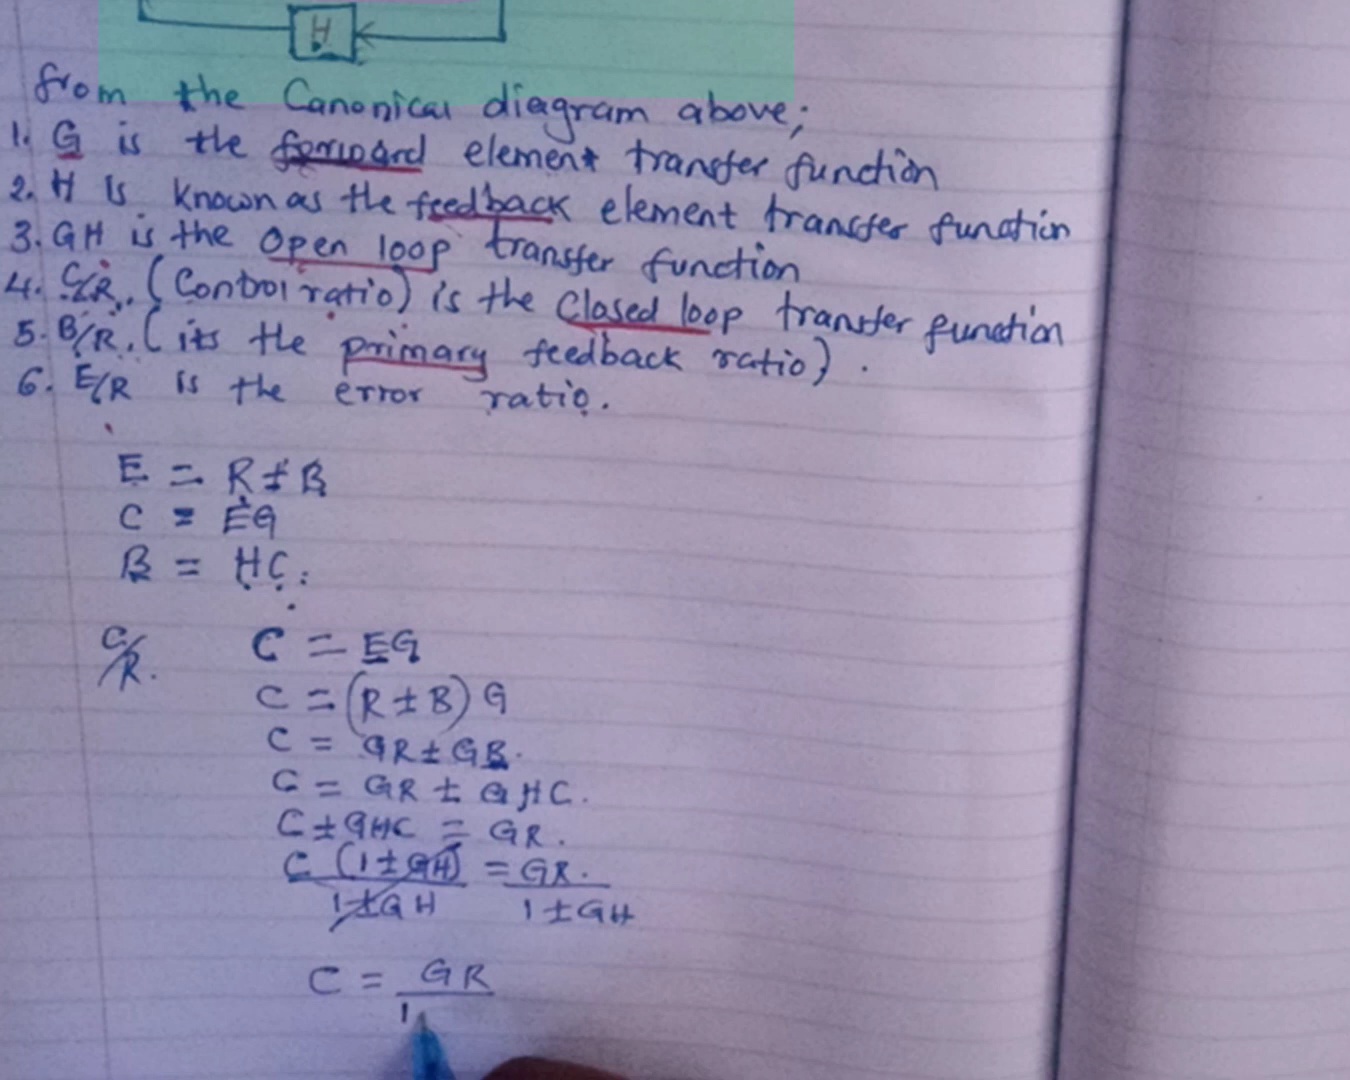 H
from the Canonical diagram above;
1. G is the forward element transfer function
2. H is known as the feedback element transfer function
3. GH is the open loop transfer function
4. C/R. (Control ratio) is the Closed loop transfer function
5. B/R. (its the primary feedback ratio).
6. E/R is the error ratio.
E = R ± B
C = EG
B = HC.
C/R. C = EG
C = (R ± B) G
C = GR ± GB.
C = GR ± GHC.
C ± GHC = GR.
C (1 ± GH) = GR.
1 ± GH 1 ± GH
C = GR
1